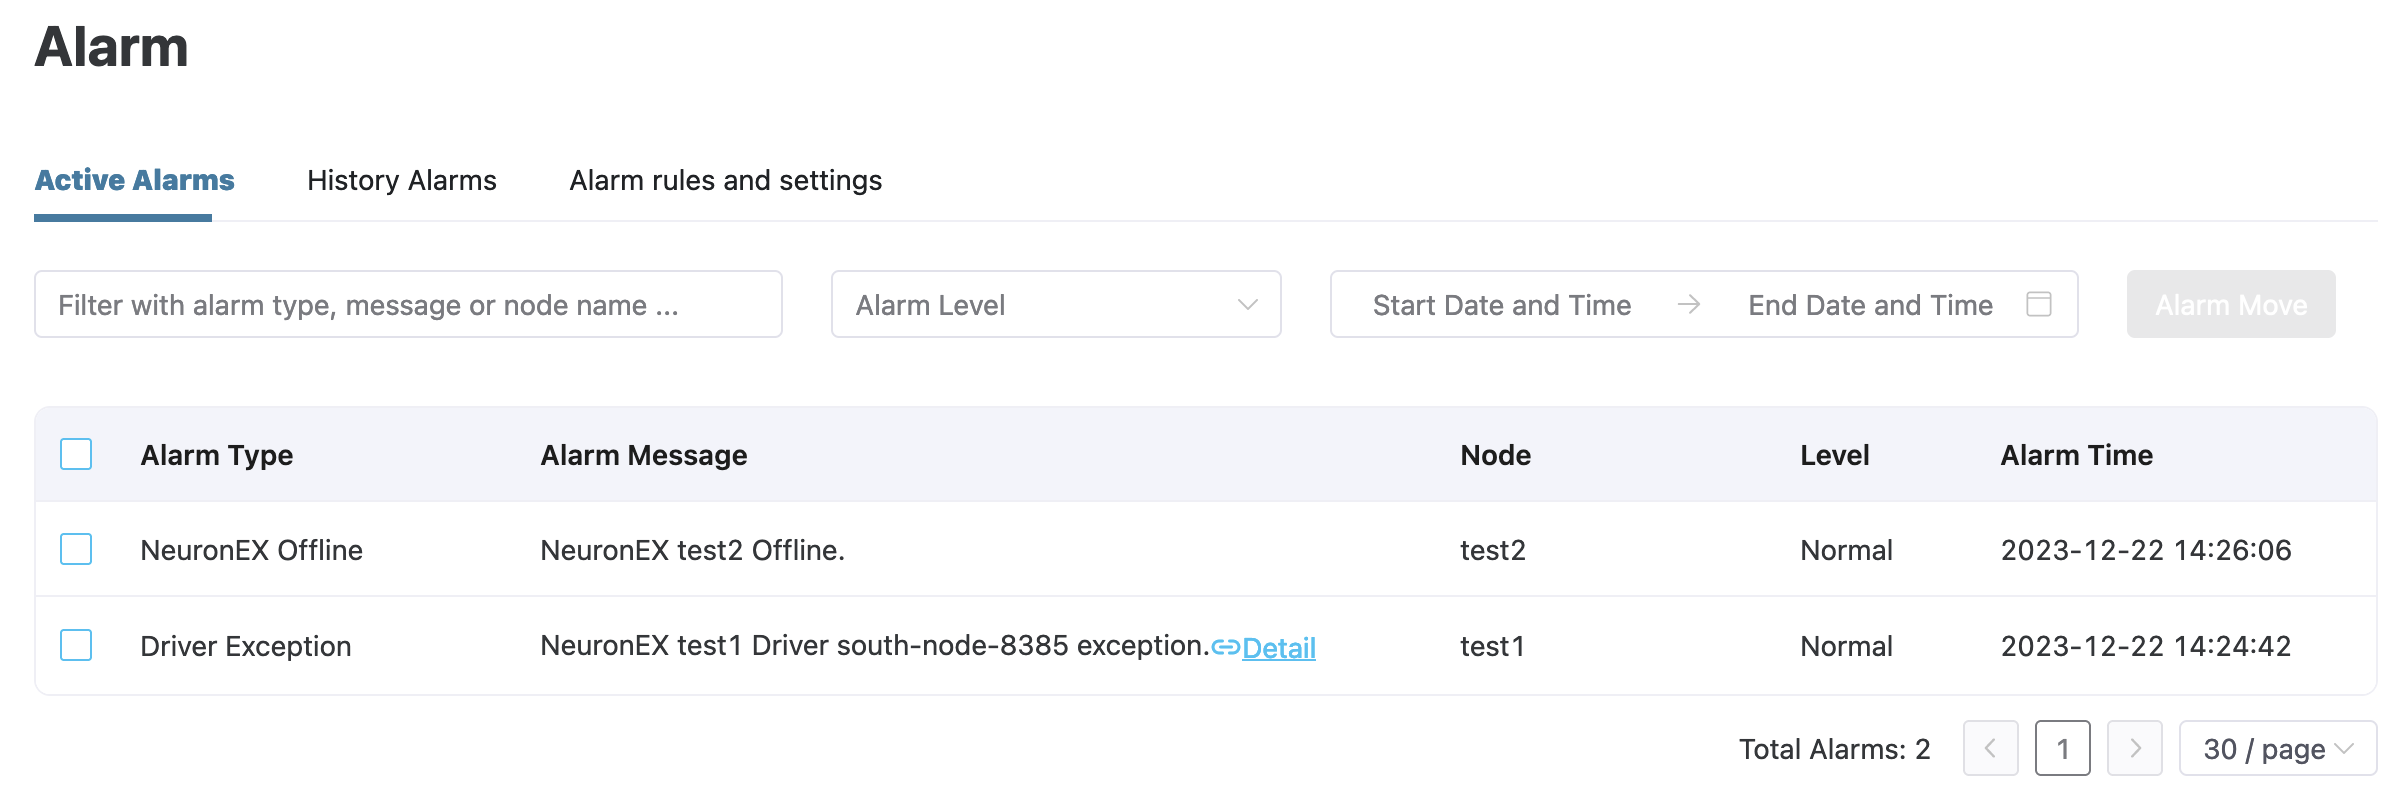 Alarm
Active Alarms History Alarms Alarm rules and settings
Filter with alarm type, message or node name ... Alarm Level Start Date and Time End Date and Time Alarm Move
Alarm Type Alarm Message Node Level Alarm Time
NeuronEX Offline NeuronEX test2 Offline. test2 Normal 2023-12-22 14:26:06
Driver Exception NeuronEX test1 Driver south-node-8385 exception. Detail test1 Normal 2023-12-22 14:24:42
Total Alarms: 2 1 30 / page